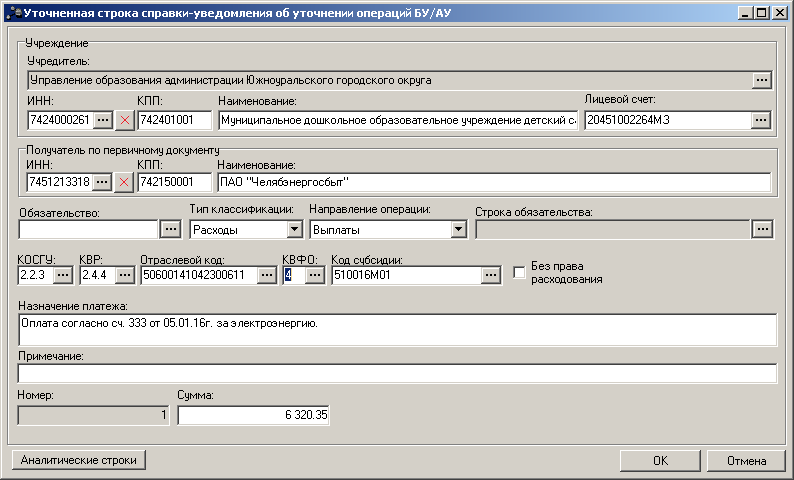 Уточненная строка справки-уведомления об уточнении операций БУ/АУ
Учреждение
Учредитель:
Управление образования администрации Южноуральского городского округа
ИНН: КПП: Наименование: Лицевой счет:
7424000261 742401001 Муниципальное дошкольное образовательное учреждение детский с 20451002264МЗ
Получатель по первичному документу
ИНН: КПП: Наименование:
7451213318 742150001 ПАО "Челябэнергосбыт"
Обязательство: Тип классификации: Направление операции: Строка обязательства:
Расходы Выплаты
КОСГУ: КВР: Отраслевой код: КВФО: Код субсидии:
2.2.3 2.4.4 50600141042300611 4 510016М01 Без права
расходования
Назначение платежа:
Оплата согласно сч. 333 от 05.01.16г. за электроэнергию.
Примечание:
Номер: Сумма:
1 6 320.35
Аналитические строки OK Отмена